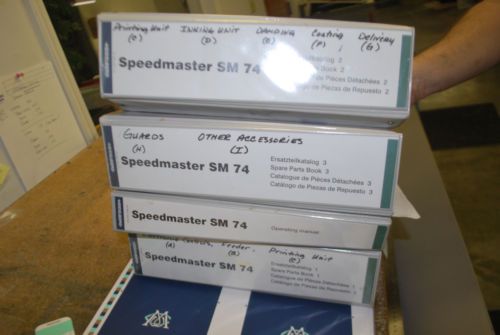 Printing Unit INKING UNIT DAMPING Coating Delivery
(C) (D) (E) (F) , (G)
Speedmaster SM 74
Ersatzteilkatalog 2
Spare Parts Book 2
Catalogue de Pièces Détachées 2
Catálogo de Piezas de Repuesto 2
GUARDS OTHER ACCESSORIES
(H) (I)
Speedmaster SM 74
Ersatzteilkatalog 3
Spare Parts Book 3
Catalogue de Pièces Détachées 3
Catálogo de Piezas de Repuesto 3
Speedmaster SM 74
Operating manual
Controls, Feeder. Printing Unit
(A) (B) (C)
Speedmaster SM 74
Ersatzteilkatalog 1
Spare Parts Book 1
Catalogue de Pièces Détachées 1
Catálogo de Piezas de Repuesto 1